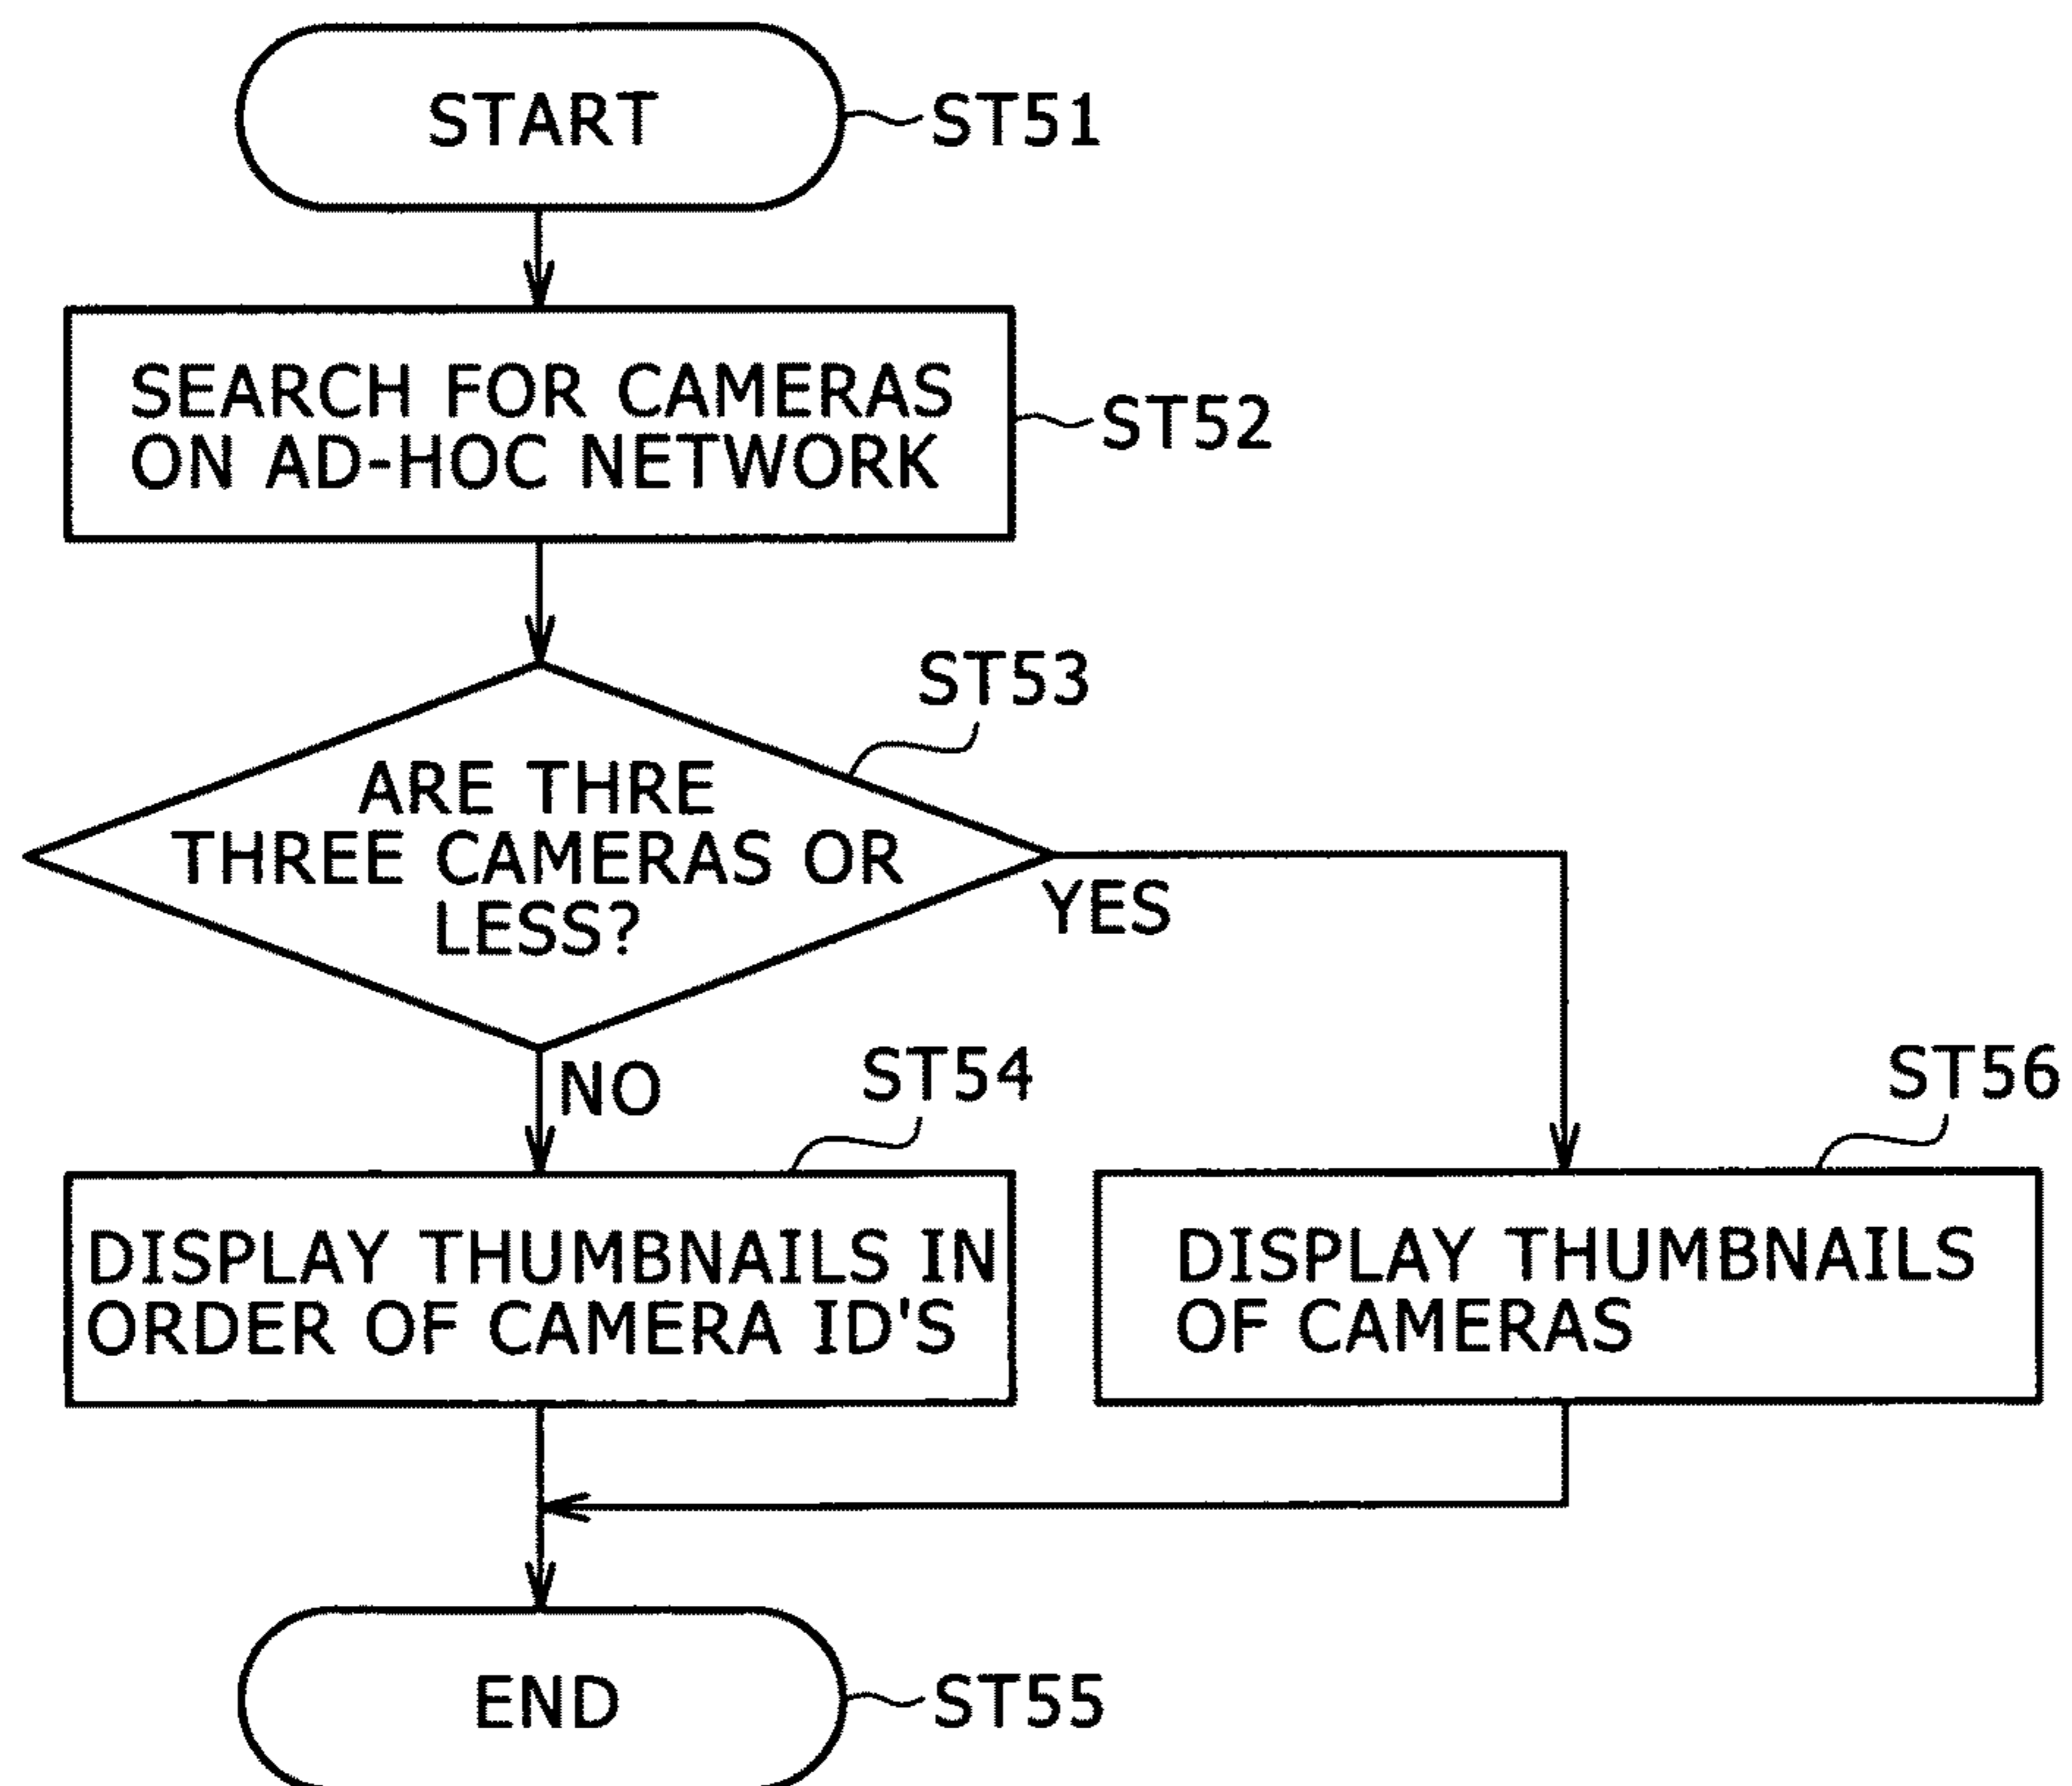 START
ST51
SEARCH FOR CAMERAS
ON AD-HOC NETWORK
ST52
ST53
ARE THRE
THREE CAMERAS OR
LESS?
YES
NO
ST54
ST56
DISPLAY THUMBNAILS IN
ORDER OF CAMERA ID'S
DISPLAY THUMBNAILS
OF CAMERAS
END
ST55